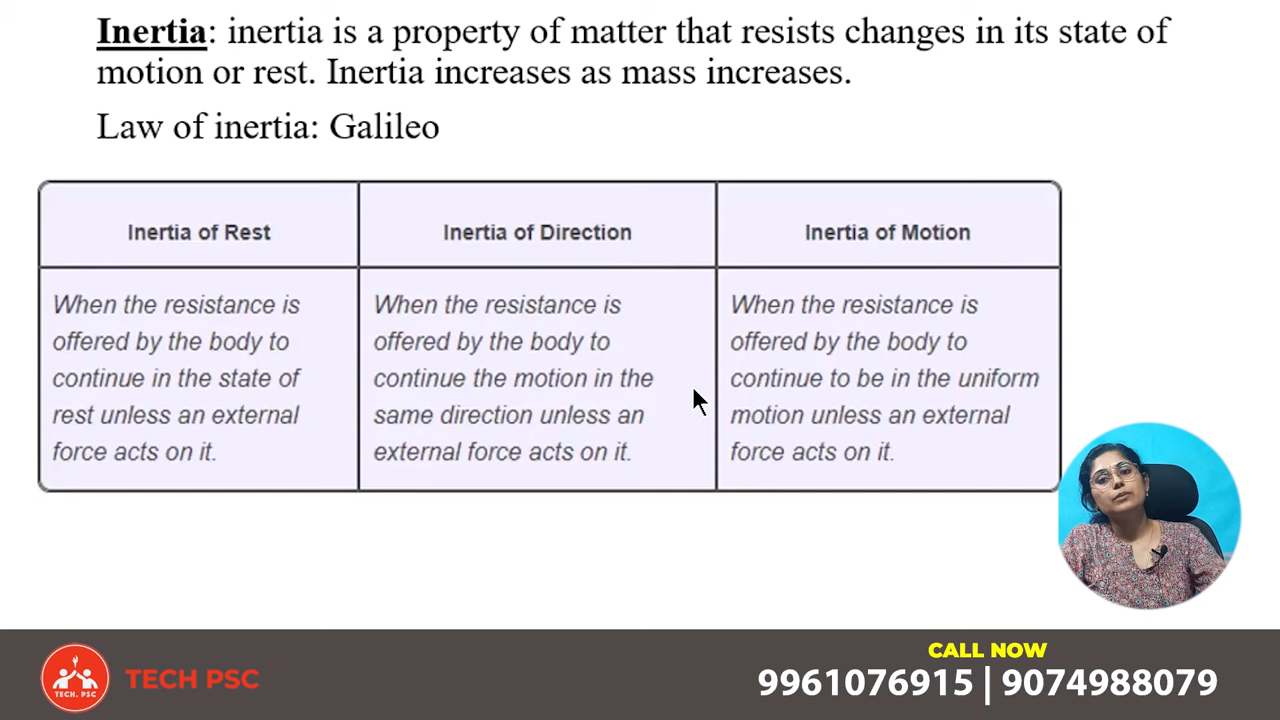 Inertia: inertia is a property of matter that resists changes in its state of
motion or rest. Inertia increases as mass increases.
Law of inertia: Galileo
Inertia of Rest
Inertia of Direction
Inertia of Motion
When the resistance is
offered by the body to
continue in the state of
rest unless an external
force acts on it.
When the resistance is
offered by the body to
continue the motion in the
same direction unless an
external force acts on it.
When the resistance is
offered by the body to
continue to be in the uniform
motion unless an external
force acts on it.
TECH. PSC
TECH PSC
CALL NOW
9961076915 | 9074988079